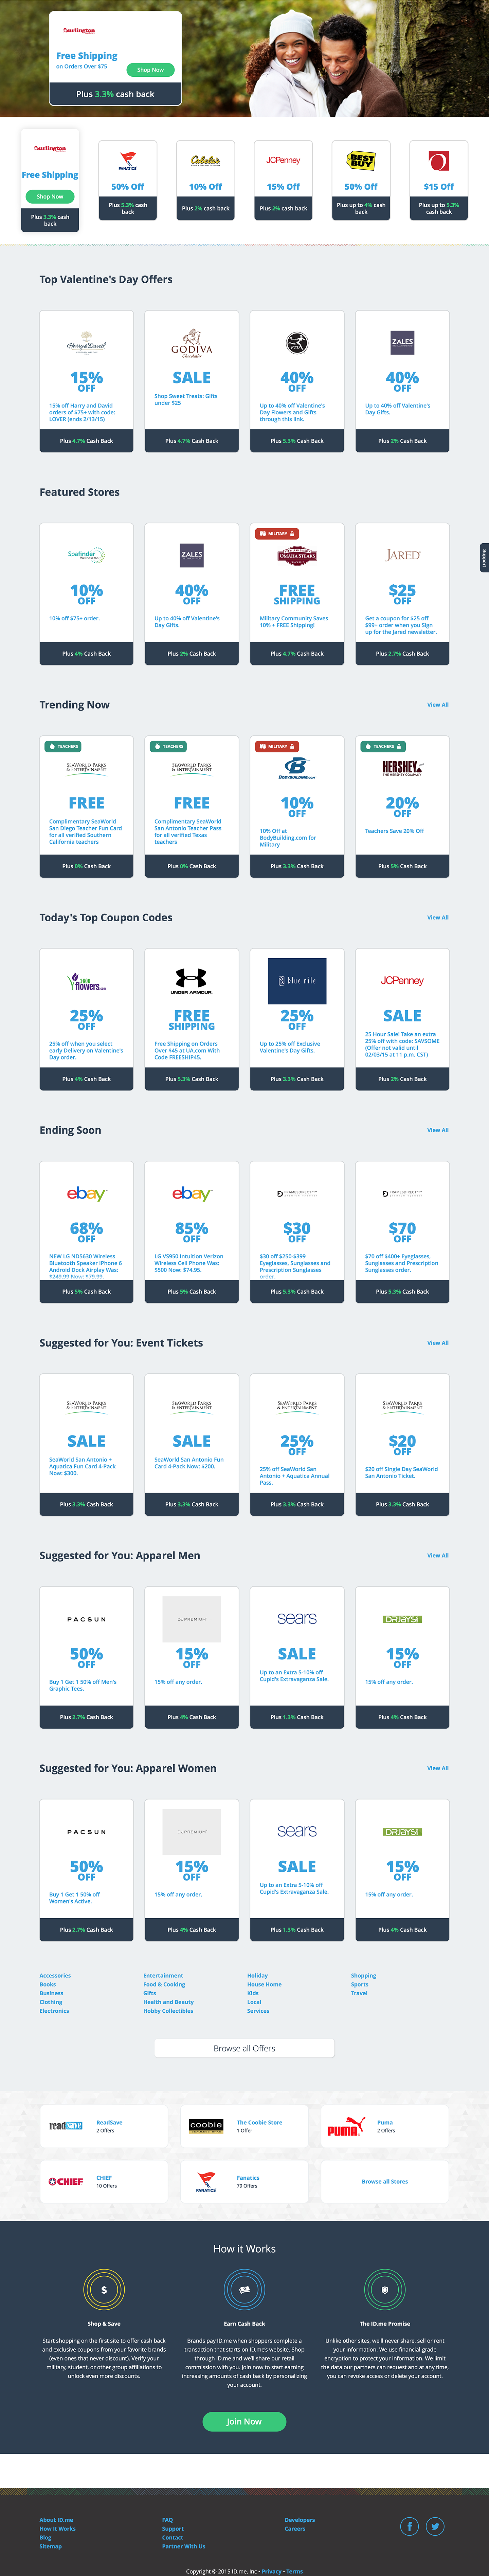 Burlington
Free Shipping
on Orders Over $75
Shop Now
Plus 3.3% cash back
Burlington
Free Shipping
Shop Now
Plus 3.3% cash
back
FANATICS
50% Off
Plus 5.3% cash
back
Cabela's
10% Off
Plus 2% cash back
JCPenney
15% Off
Plus 2% cash back
BEST
BUY
50% Off
Plus up to 4% cash
back
$15 Off
Plus up to 5.3%
cash back
Top Valentine's Day Offers
Harry & David
15%
OFF
15% off Harry and David
orders of $75+ with code:
LOVER (ends 2/13/15)
Plus 4.7% Cash Back
GODIVA
Chocolatier
SALE
Shop Sweet Treats: Gifts
under $25
Plus 4.7% Cash Back
40%
OFF
Up to 40% off Valentine's
Day Flowers and Gifts
through this link.
Plus 5.3% Cash Back
ZALES
40%
OFF
Up to 40% off Valentine's
Day Gifts.
Plus 2% Cash Back
Featured Stores
Spafinder
10%
OFF
10% off $75+ order.
Plus 4% Cash Back
ZALES
40%
OFF
Up to 40% off Valentine's
Day Gifts.
Plus 2% Cash Back
MILITARY
OMAHA STEAKS
FREE
SHIPPING
Military Community Saves
10% + FREE Shipping!
Plus 4.7% Cash Back
JARED
$25
OFF
Get a coupon for $25 off
$99+ order when you Sign
up for the Jared newsletter.
Plus 2.7% Cash Back
Support
Trending Now
View All
TEACHERS
SEAWORLD PARKS
& ENTERTAINMENT
FREE
Complimentary SeaWorld
San Diego Teacher Fun Card
for all verified Southern
California teachers
Plus 0% Cash Back
TEACHERS
SEAWORLD PARKS
& ENTERTAINMENT
FREE
Complimentary SeaWorld
San Antonio Teacher Pass
for all verified Texas
teachers
Plus 0% Cash Back
MILITARY
BODYBUILDING.COM
10%
OFF
10% Off at
BodyBuilding.com for
Military
Plus 3.3% Cash Back
TEACHERS
HERSHEY
THE HERSHEY COMPANY
20%
OFF
Teachers Save 20% Off
Plus 5% Cash Back
Today's Top Coupon Codes
View All
1800
flowers.com
25%
OFF
25% off when you select
early Delivery on Valentine's
Day order.
Plus 4% Cash Back
UNDER ARMOUR.
FREE
SHIPPING
Free Shipping on Orders
Over $45 at UA.com With
Code FREESHIP45.
Plus 5.3% Cash Back
blue nile
25%
OFF
Up to 25% off Exclusive
Valentine's Day Gifts.
Plus 3.3% Cash Back
JCPenney
SALE
25 Hour Sale! Take an extra
25% off with code: SAVSOME
(Offer not valid until
02/03/15 at 11 p.m. CST)
Plus 2% Cash Back
Ending Soon
View All
ebay
68%
OFF
NEW LG ND5630 Wireless
Bluetooth Speaker iPhone 6
Android Dock Airplay Was:
$249.99 Now: $79.99.
Plus 5% Cash Back
ebay
85%
OFF
LG VS950 Intuition Verizon
Wireless Cell Phone Was:
$500 Now: $74.95.
Plus 5% Cash Back
FRAMESDIRECT.COM
$30
OFF
$30 off $250-$399
Eyeglasses, Sunglasses and
Prescription Sunglasses
order.
Plus 5.3% Cash Back
FRAMESDIRECT.COM
$70
OFF
$70 off $400+ Eyeglasses,
Sunglasses and Prescription
Sunglasses order.
Plus 5.3% Cash Back
Suggested for You: Event Tickets
View All
SEAWORLD PARKS
& ENTERTAINMENT
SALE
SeaWorld San Antonio +
Aquatica Fun Card 4-Pack
Now: $300.
Plus 3.3% Cash Back
SEAWORLD PARKS
& ENTERTAINMENT
SALE
SeaWorld San Antonio Fun
Card 4-Pack Now: $200.
Plus 3.3% Cash Back
SEAWORLD PARKS
& ENTERTAINMENT
25%
OFF
25% off SeaWorld San
Antonio + Aquatica Annual
Pass.
Plus 3.3% Cash Back
SEAWORLD PARKS
& ENTERTAINMENT
$20
OFF
$20 off Single Day SeaWorld
San Antonio Ticket.
Plus 3.3% Cash Back
Suggested for You: Apparel Men
View All
PACSUN
50%
OFF
Buy 1 Get 1 50% off Men's
Graphic Tees.
Plus 2.7% Cash Back
DJPREMIUM
15%
OFF
15% off any order.
Plus 4% Cash Back
sears
SALE
Up to an Extra 5-10% off
Cupid's Extravaganza Sale.
Plus 1.3% Cash Back
DRJAYS
15%
OFF
15% off any order.
Plus 4% Cash Back
Suggested for You: Apparel Women
View All
PACSUN
50%
OFF
Buy 1 Get 1 50% off
Women's Active.
Plus 2.7% Cash Back
DJPREMIUM
15%
OFF
15% off any order.
Plus 4% Cash Back
sears
SALE
Up to an Extra 5-10% off
Cupid's Extravaganza Sale.
Plus 1.3% Cash Back
DRJAYS
15%
OFF
15% off any order.
Plus 4% Cash Back
Accessories
Books
Business
Clothing
Electronics
Entertainment
Food & Cooking
Gifts
Health and Beauty
Hobby Collectibles
Holiday
House Home
Kids
Local
Services
Shopping
Sports
Travel
Browse all Offers
readsave
ReadSave
2 Offers
coobie
The Coobie Store
1 Offer
PUMA
Puma
2 Offers
CHIEF
CHIEF
10 Offers
FANATICS
Fanatics
79 Offers
Browse all Stores
How it Works
$
Shop & Save
Start shopping on the first site to offer cash back
and exclusive coupons from your favorite brands
(even ones that never discount). Verify your
military, student, or other group affiliations to
unlock even more discounts.
Earn Cash Back
Brands pay ID.me when shoppers complete a
transaction that starts on ID.me's website. Shop
through ID.me and we'll share our retail
commission with you. Join now to start earning
increasing amounts of cash back by personalizing
your account.
The ID.me Promise
Unlike other sites, we'll never share, sell or rent
your information. We use financial-grade
encryption to protect your information. We limit
the data our partners can request and at any time,
you can revoke access or delete your account.
Join Now
About ID.me
How It Works
Blog
Sitemap
FAQ
Support
Contact
Partner With Us
Developers
Careers
Copyright © 2015 ID.me, Inc • Privacy • Terms